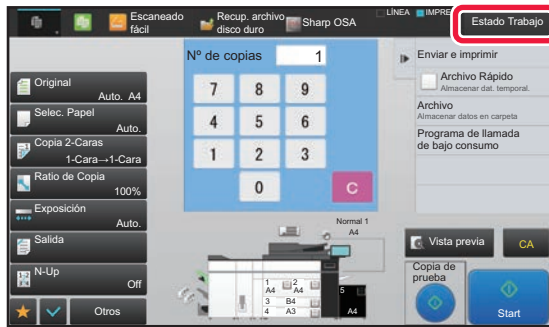 Escaneado
fácil
Recup. archivo
disco duro
Sharp OSA
LÍNEA
IMPRE
Estado Trabajo
Original
Auto. A4
Selec. Papel
Auto.
Copia 2-Caras
1-Cara→1-Cara
Ratio de Copia
100%
Exposición
Auto.
Salida
N-Up
Off
Otros
Nº de copias
1
7 8 9
4 5 6
1 2 3
0 C
Normal 1
A4
1 A4
2 A4
3 B4
4 A3
5 A4
Enviar e imprimir
Archivo Rápido
Almacenar dat. temporal.
Archivo
Almacenar datos en carpeta
Programa de llamada
de bajo consumo
Vista previa
CA
Copia de
prueba
Start